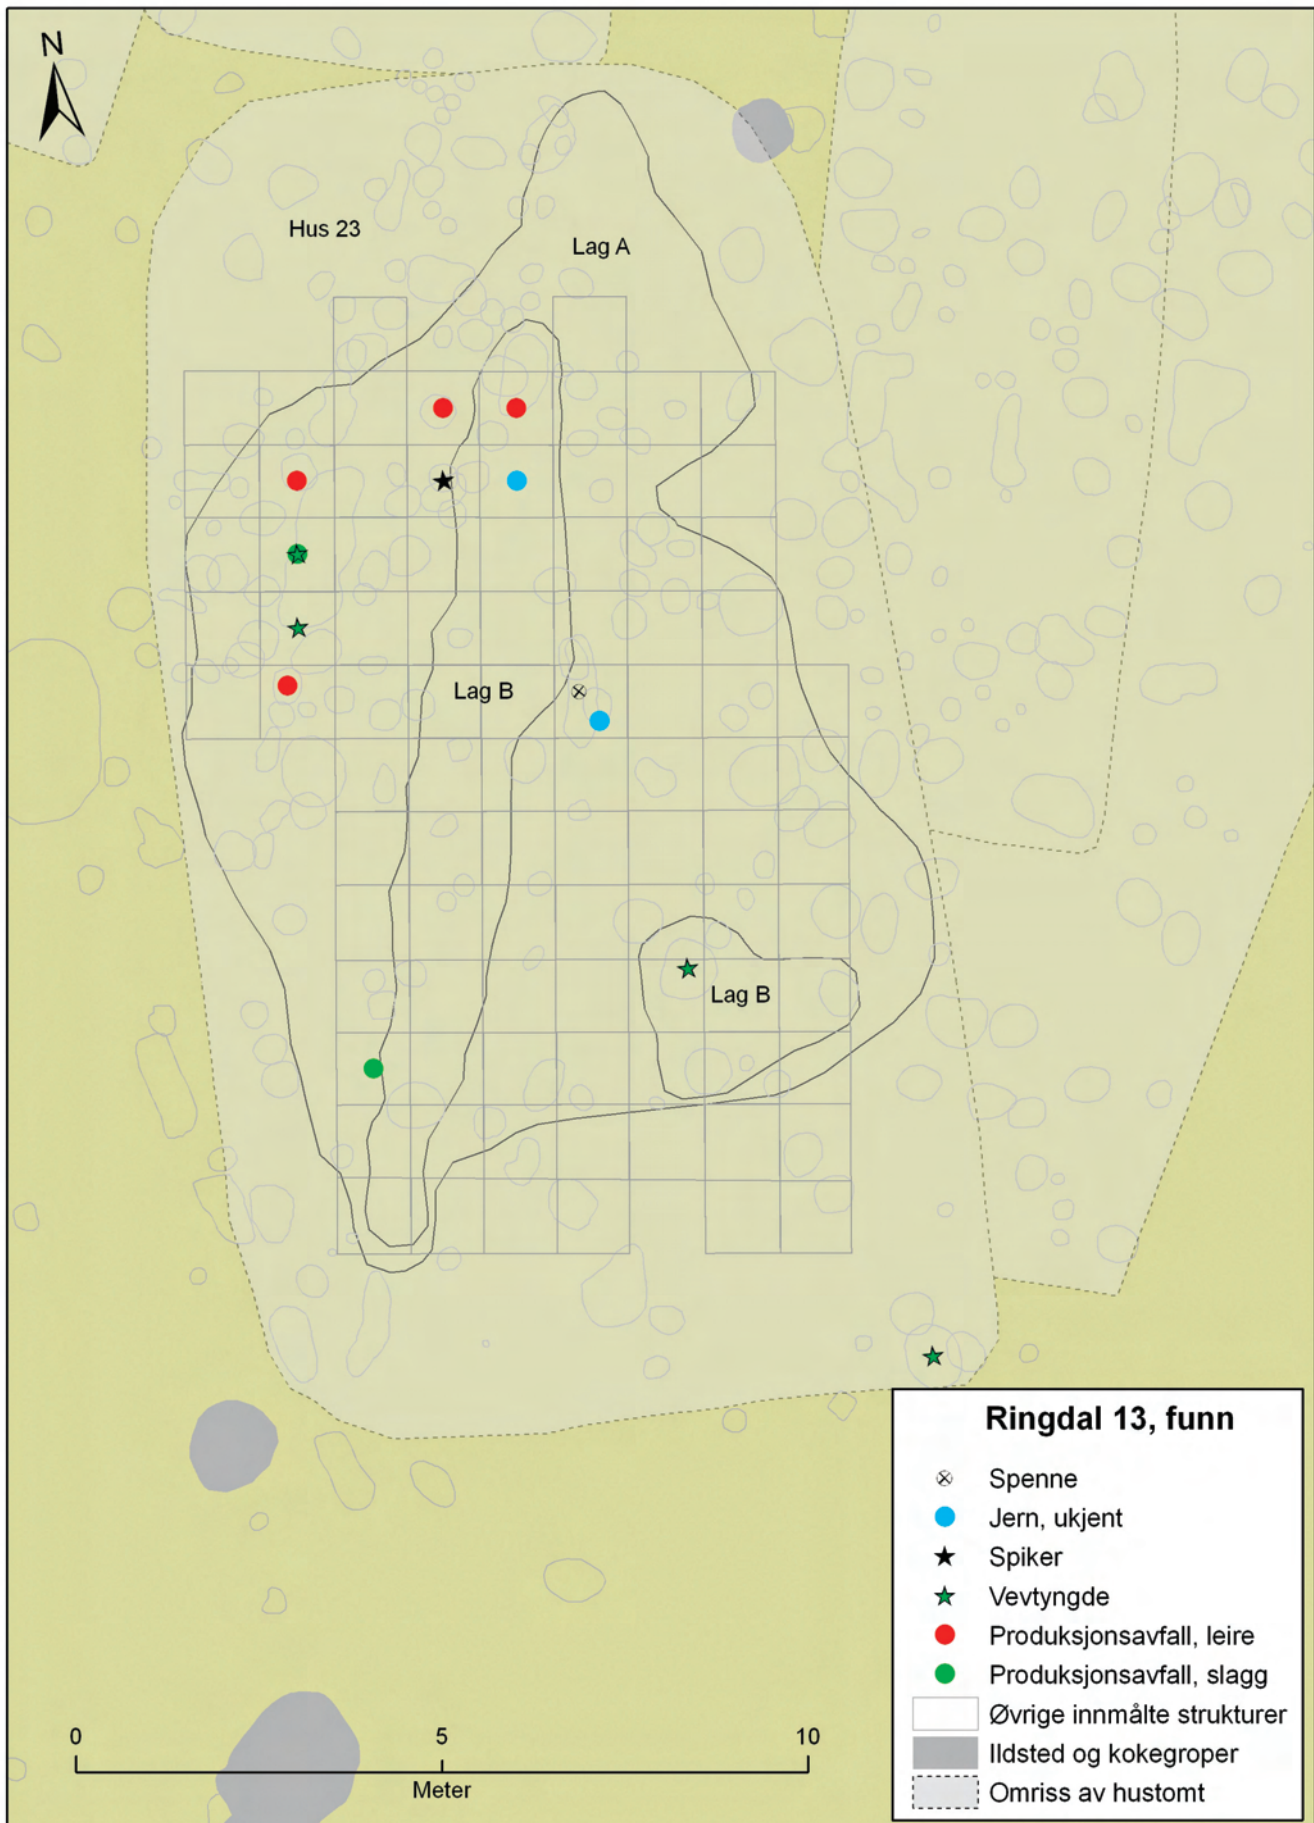 N
Hus 23
Lag A
Lag B
Lag B
Ringdal 13, funn
Spenne
Jern, ukjent
Spiker
Vevtyngde
Produksjonsavfall, leire
Produksjonsavfall, slagg
Øvrige innmålte strukturer
Ildsted og kokegroper
Omriss av hustomt
0 5 10
Meter